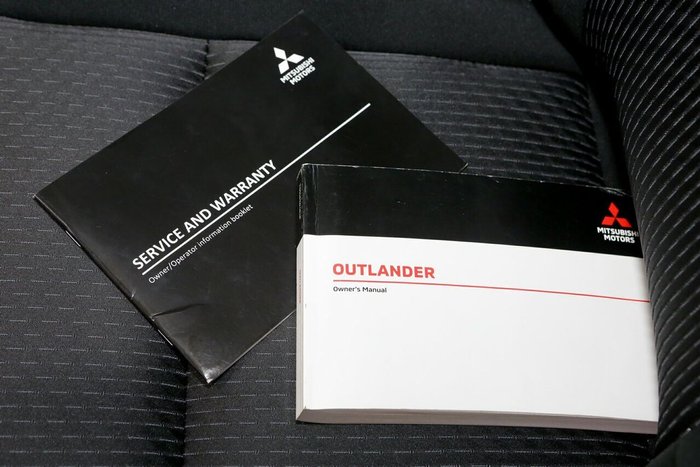 MITSUBISHI
MOTORS
SERVICE AND WARRANTY
Owner/Operator information booklet
MITSUBISHI
MOTORS
OUTLANDER
Owner's Manual